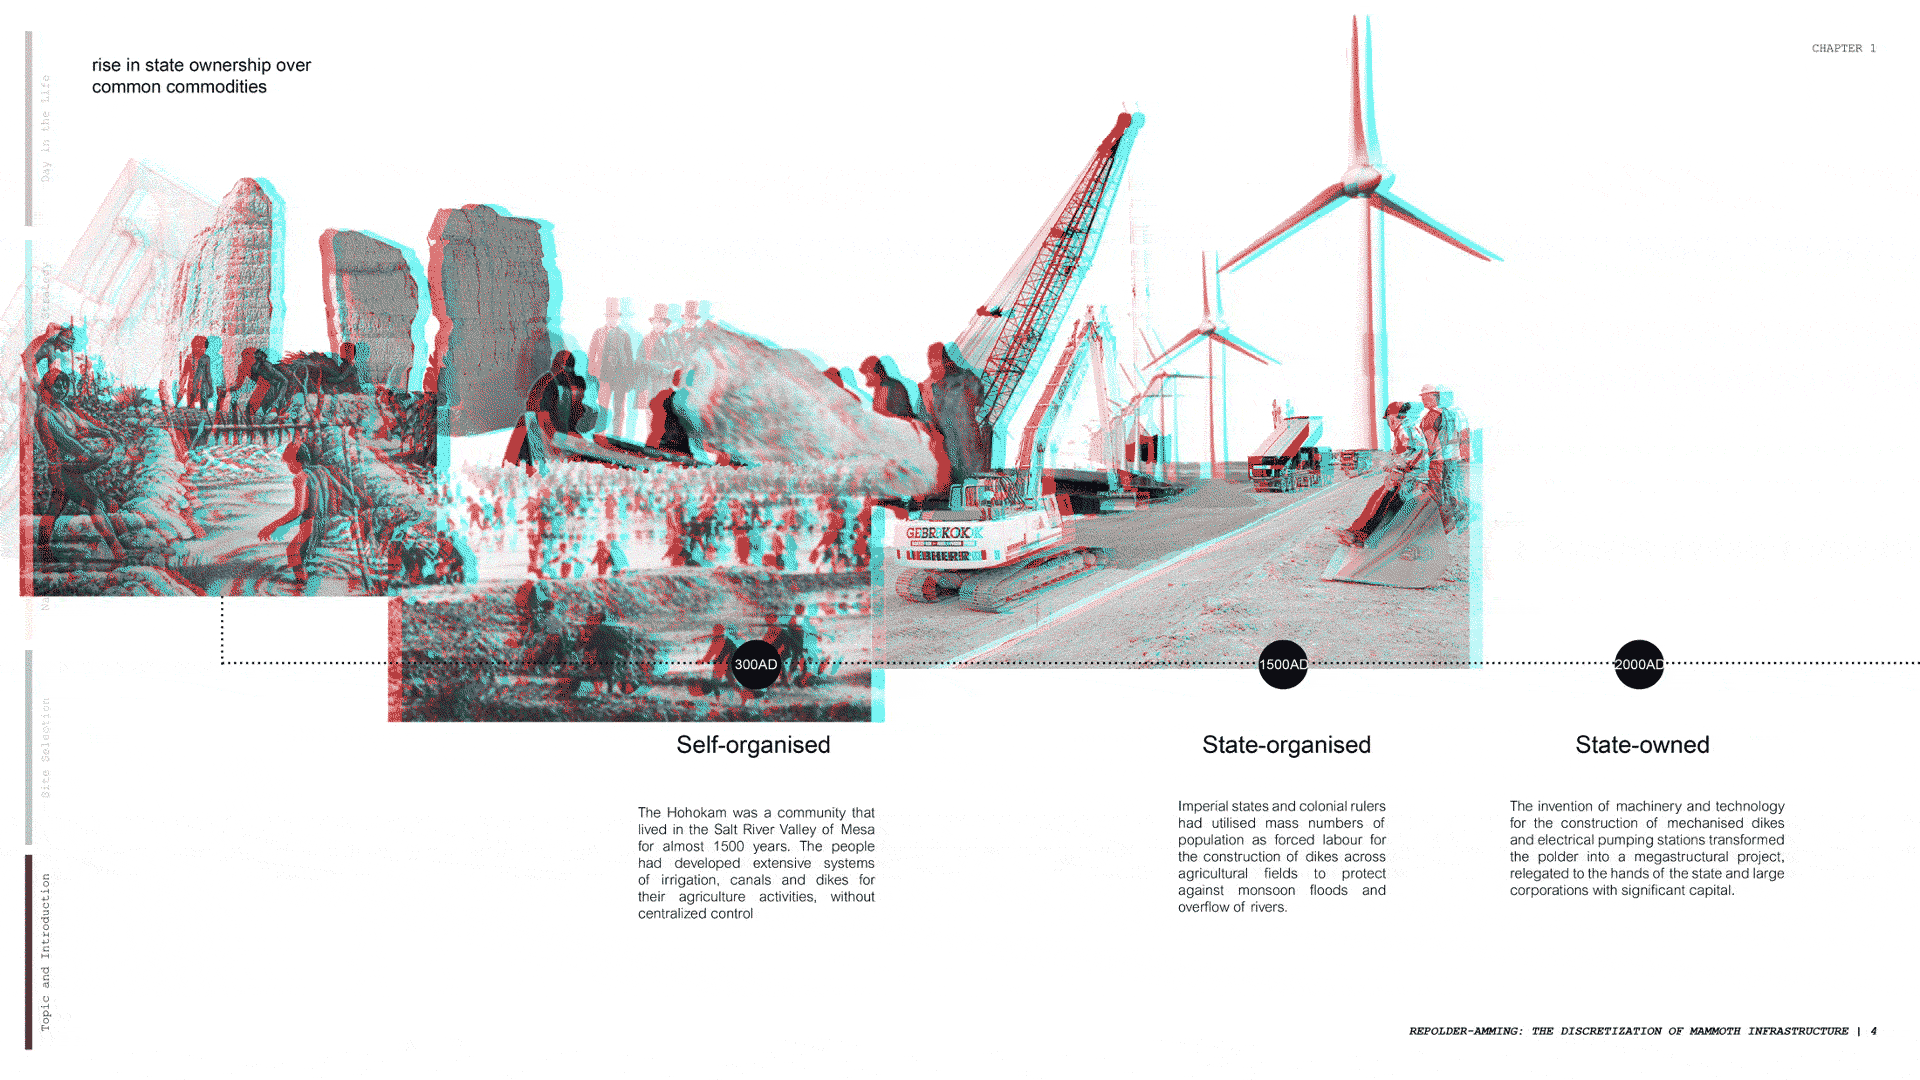 CHAPTER 1
rise in state ownership over
common commodities
Day in the Life
Strategy
Site Selection
Topic and Introduction
GEBR KOK
LIEBHERR
300AD
1500AD
2000AD
Self-organised
The Hohokam was a community that
lived in the Salt River Valley of Mesa
for almost 1500 years. The people
had developed extensive systems
of irrigation, canals and dikes for
their agriculture activities, without
centralized control
State-organised
Imperial states and colonial rulers
had utilised mass numbers of
population as forced labour for
the construction of dikes across
agricultural fields to protect
against monsoon floods and
overflow of rivers.
State-owned
The invention of machinery and technology
for the construction of mechanised dikes
and electrical pumping stations transformed
the polder into a megastructural project,
relegated to the hands of the state and large
corporations with significant capital.
REPOLDER-AMMING: THE DISCRETIZATION OF MAMMOTH INFRASTRUCTURE | 4